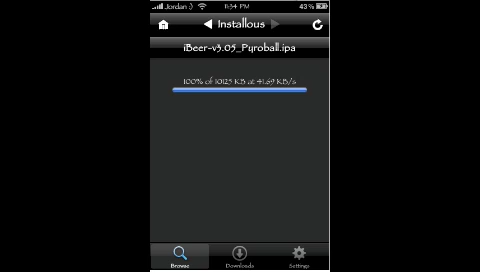 Jordan :) 11:34 PM 43%
Installous
iBeer-v3.05_Pyroball.ipa
100% of 10125 KB at 41.69 KB/s
Browse Downloads Settings